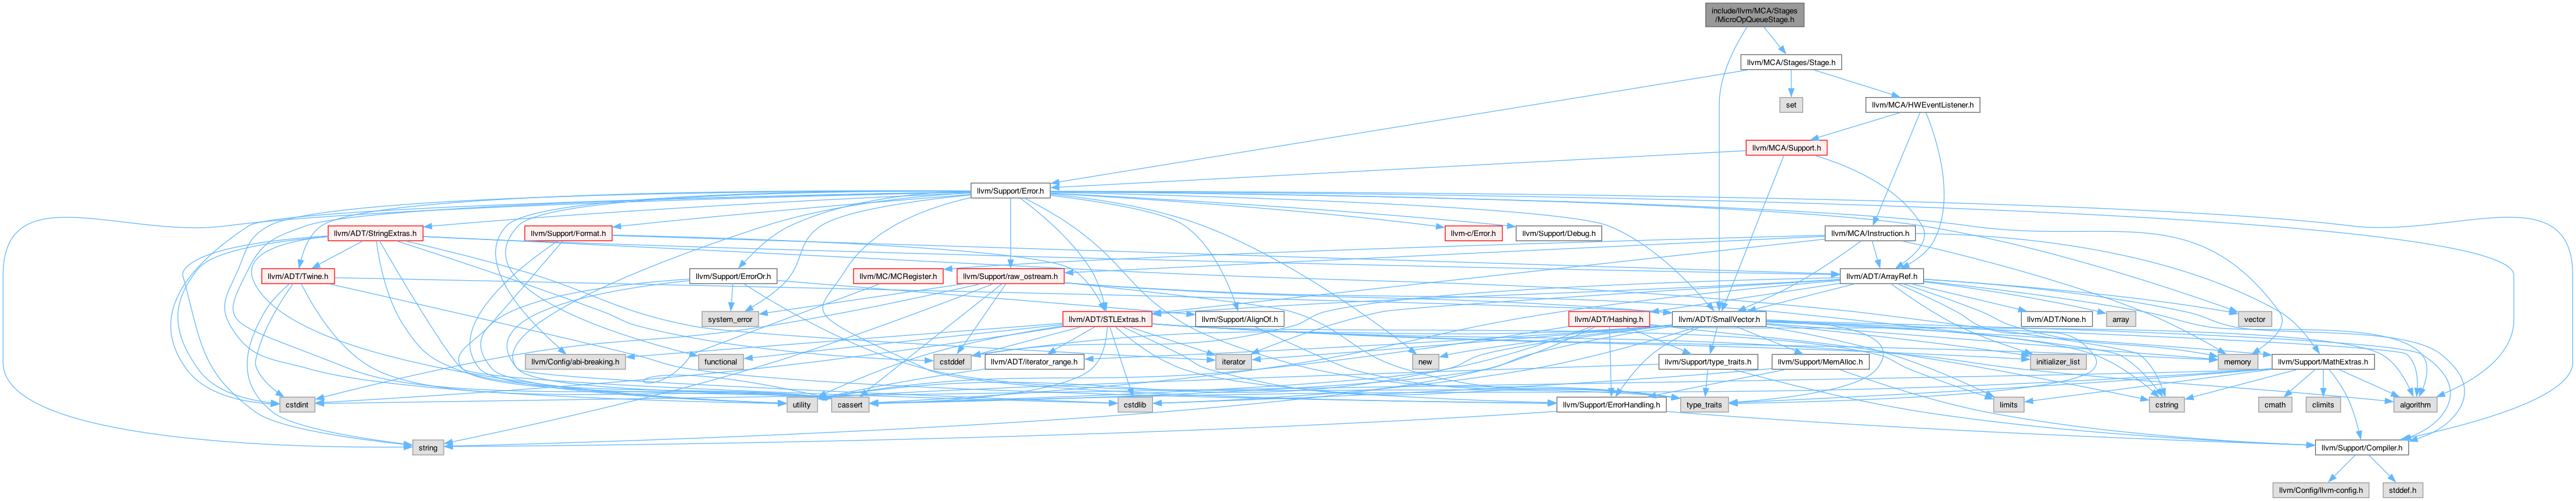 include/llvm/MCA/Stages
/MicroOpQueueStage.h
llvm/MCA/Stages/Stage.h
set
llvm/MCA/HWEventListener.h
llvm/MCA/Support.h
llvm/Support/Error.h
llvm/ADT/StringExtras.h
llvm/Support/Format.h
llvm-c/Error.h
llvm/Support/Debug.h
llvm/MCA/Instruction.h
llvm/ADT/Twine.h
llvm/Support/ErrorOr.h
llvm/MC/MCRegister.h
llvm/Support/raw_ostream.h
llvm/ADT/ArrayRef.h
system_error
llvm/ADT/STLExtras.h
llvm/Support/AlignOf.h
llvm/ADT/Hashing.h
llvm/ADT/SmallVector.h
llvm/ADT/None.h
array
vector
llvm/Config/abi-breaking.h
functional
cstddef
llvm/ADT/iterator_range.h
iterator
new
llvm/Support/type_traits.h
llvm/Support/MemAlloc.h
initializer_list
memory
llvm/Support/MathExtras.h
cstdint
utility
cassert
cstdlib
llvm/Support/ErrorHandling.h
type_traits
limits
cstring
cmath
climits
algorithm
string
llvm/Support/Compiler.h
llvm/Config/llvm-config.h
stddef.h